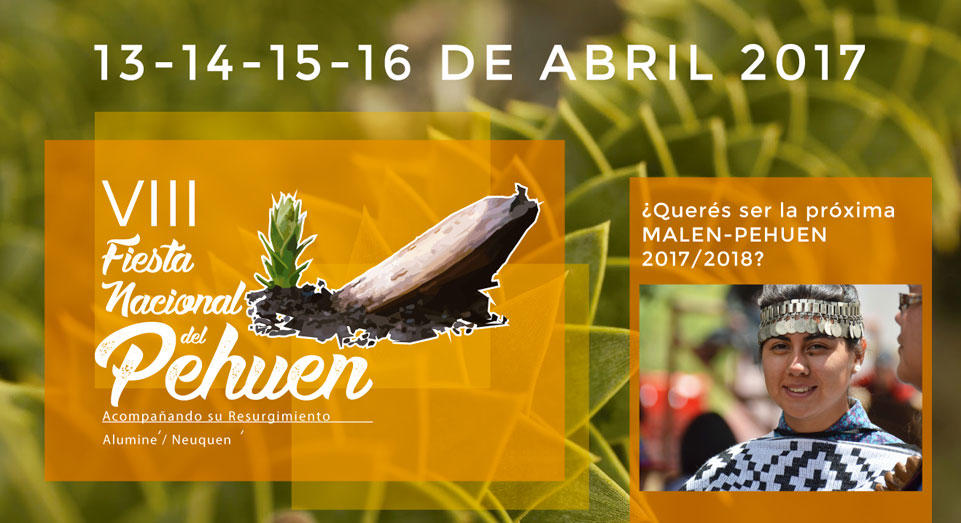 13-14-15-16 DE ABRIL 2017
VIII
Fiesta
Nacional
del
Pehuen
Acompañando su Resurgimiento
Alumine´/ Neuquen ´
¿Querés ser la próxima
MALEN-PEHUEN
2017/2018?